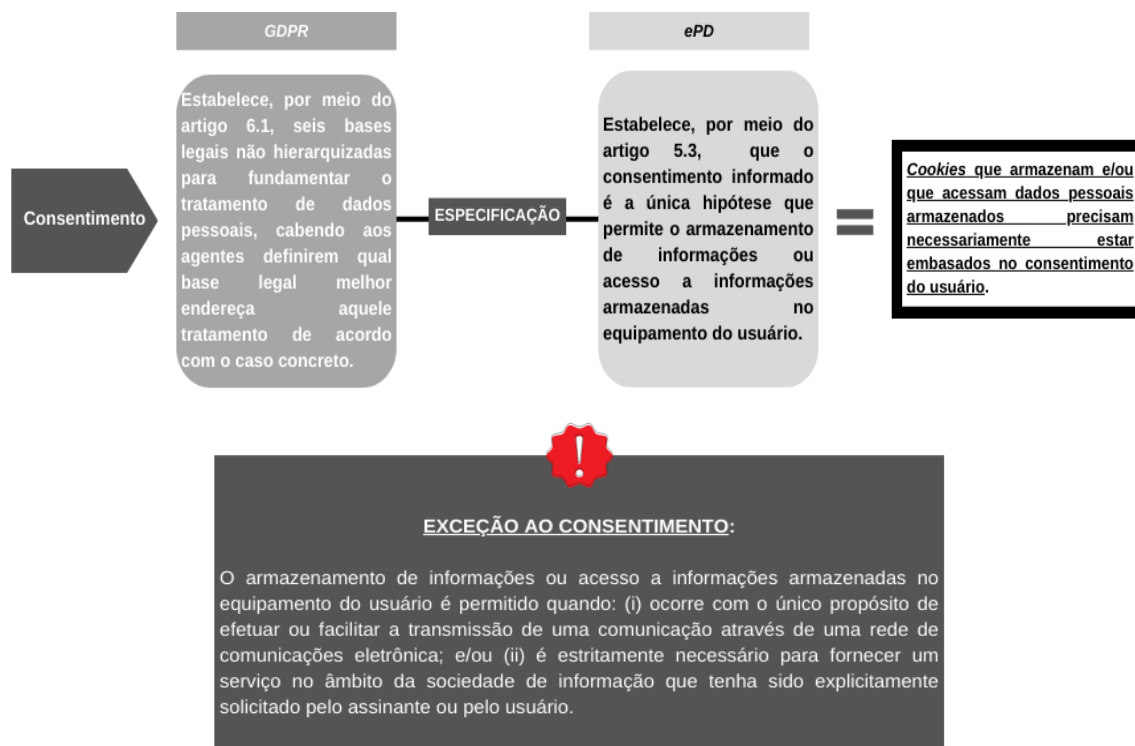 GDPR
ePD
Consentimento
Estabelece, por meio do
artigo 6.1, seis bases
legais não hierarquizadas
para fundamentar o
tratamento de dados
pessoais, cabendo aos
agentes definirem qual
base legal melhor
endereça aquele
tratamento de acordo
com o caso concreto.
ESPECIFICAÇÃO
Estabelece, por meio do
artigo 5.3, que o
consentimento informado
é a única hipótese que
permite o armazenamento
de informações ou
acesso a informações
armazenadas no
equipamento do usuário.
Cookies que armazenam e/ou
que acessam dados pessoais
armazenados precisam
necessariamente estar
embasados no consentimento
do usuário.
!
EXCEÇÃO AO CONSENTIMENTO:
O armazenamento de informações ou acesso a informações armazenadas no
equipamento do usuário é permitido quando: (i) ocorre com o único propósito de
efetuar ou facilitar a transmissão de uma comunicação através de uma rede de
comunicações eletrônica; e/ou (ii) é estritamente necessário para fornecer um
serviço no âmbito da sociedade de informação que tenha sido explicitamente
solicitado pelo assinante ou pelo usuário.